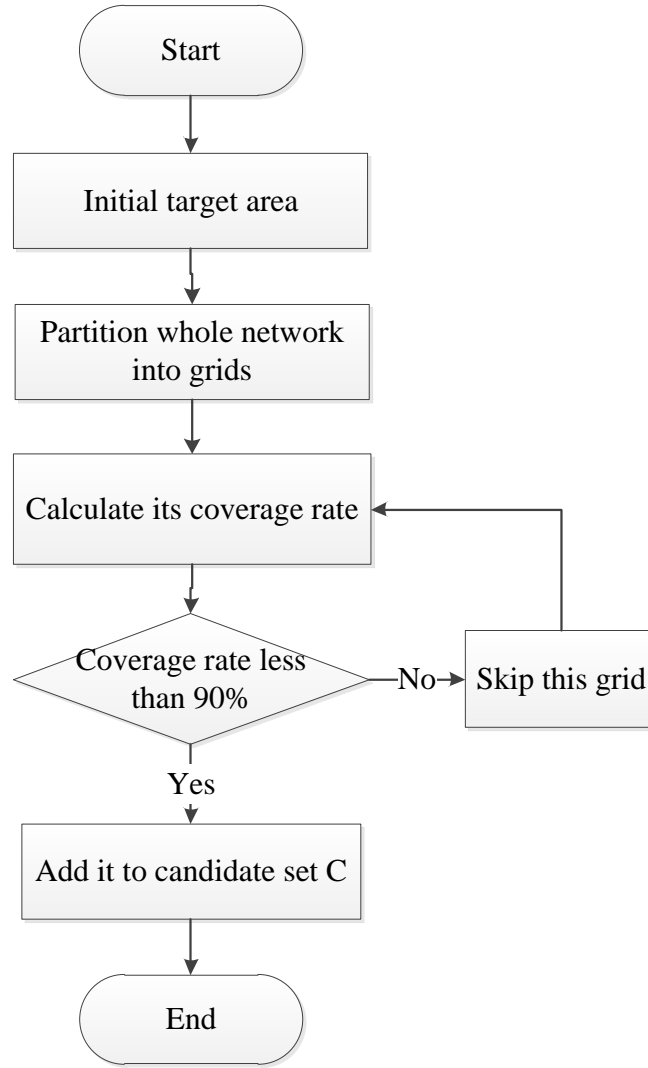 Start
Initial target area
Partition whole network
into grids
Calculate its coverage rate
Coverage rate less
than 90%
No
Skip this grid
Yes
Add it to candidate set C
End